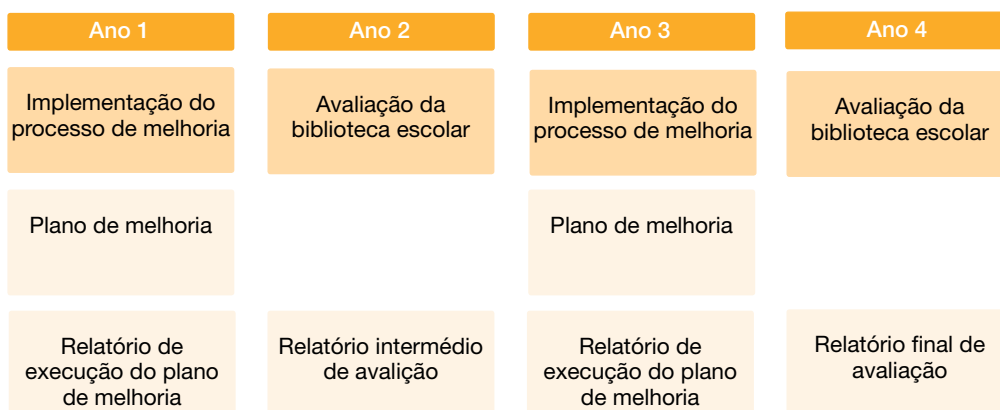 Ano 1
Ano 2
Ano 3
Ano 4
Implementação do
processo de melhoria
Avaliação da
biblioteca escolar
Implementação do
processo de melhoria
Avaliação da
biblioteca escolar
Plano de melhoria
Plano de melhoria
Relatório de
execução do plano
de melhoria
Relatório intermédio
de avalição
Relatório de
execução do plano
de melhoria
Relatório final de
avaliação